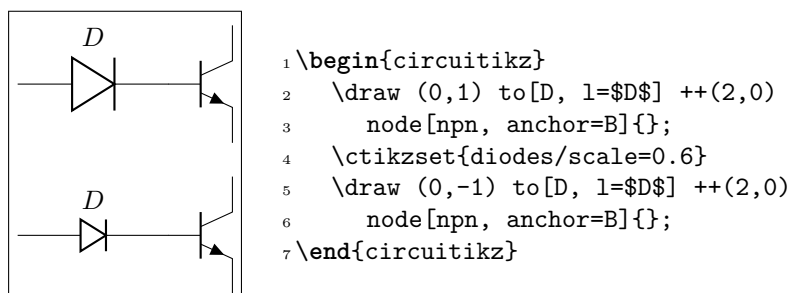 D
D
1 \begin{circuitikz}
2 \draw (0,1) to[D, l=$D$] ++(2,0)
3 node[npn, anchor=B]{};
4 \ctikzset{diodes/scale=0.6}
5 \draw (0,-1) to[D, l=$D$] ++(2,0)
6 node[npn, anchor=B]{};
7 \end{circuitikz}